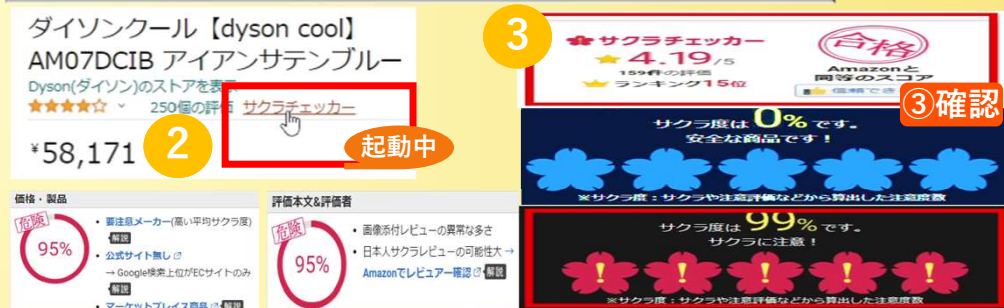 ダイソンクール【dyson cool】
AM07DCIB アイアンサテンブルー
Dyson(ダイソン)のストアを表示
250個の評価 サクラチェッカー
¥58,171
2
起動中
3
サクラチェッカー
4.19/5
159件の評価
ランキング15位
合格
Amazonと
同等のスコア
信頼でき
③確認
サクラ度は0%です。
安全な商品です!
※サクラ度:サクラや注意評価などから算出した注意度数
価格・製品
危険
95%
・要注意メーカー(高い平均サクラ度)
解説
・公式サイト無し
→ Google検索上位がECサイトのみ
解説
・マーケットプレイス商品 解説
評価本文&評価者
危険
95%
・画像添付レビューの異常な多さ
・日本人サクラレビューの可能性大→
Amazonでレビュアー確認 解説
サクラ度は99%です。
サクラに注意!
※サクラ度:サクラや注意評価などから算出した注意度数